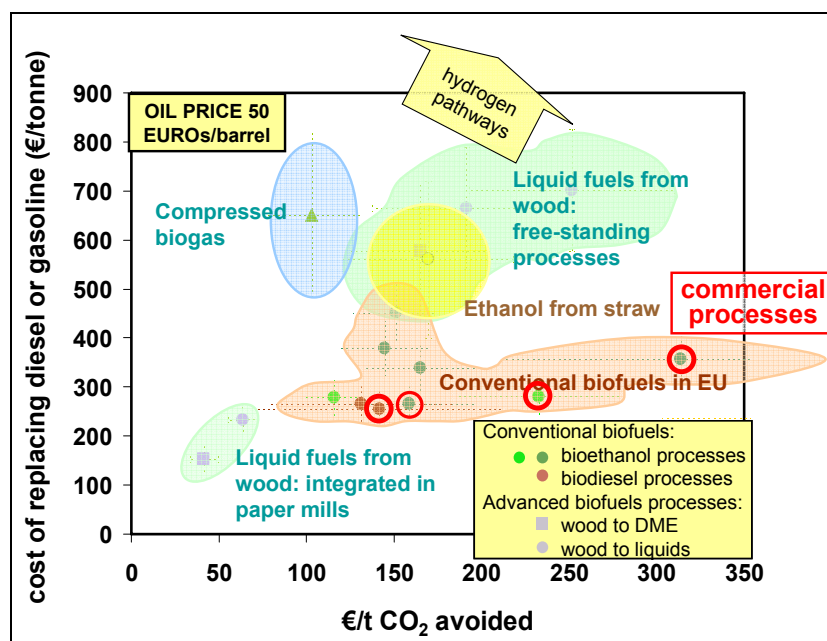 cost of replacing diesel or gasoline (€/tonne)
900
800
700
600
500
400
300
200
100
0
OIL PRICE 50
EUROs/barrel
hydrogen
pathways
Compressed
biogas
Liquid fuels from
wood:
free-standing
processes
Ethanol from straw
commercial
processes
Conventional biofuels in EU
Liquid fuels from
wood: integrated in
paper mills
Conventional biofuels:
bioethanol processes
biodiesel processes
Advanced biofuels processes:
wood to DME
wood to liquids
0 50 100 150 200 250 300 350
€/t CO₂ avoided